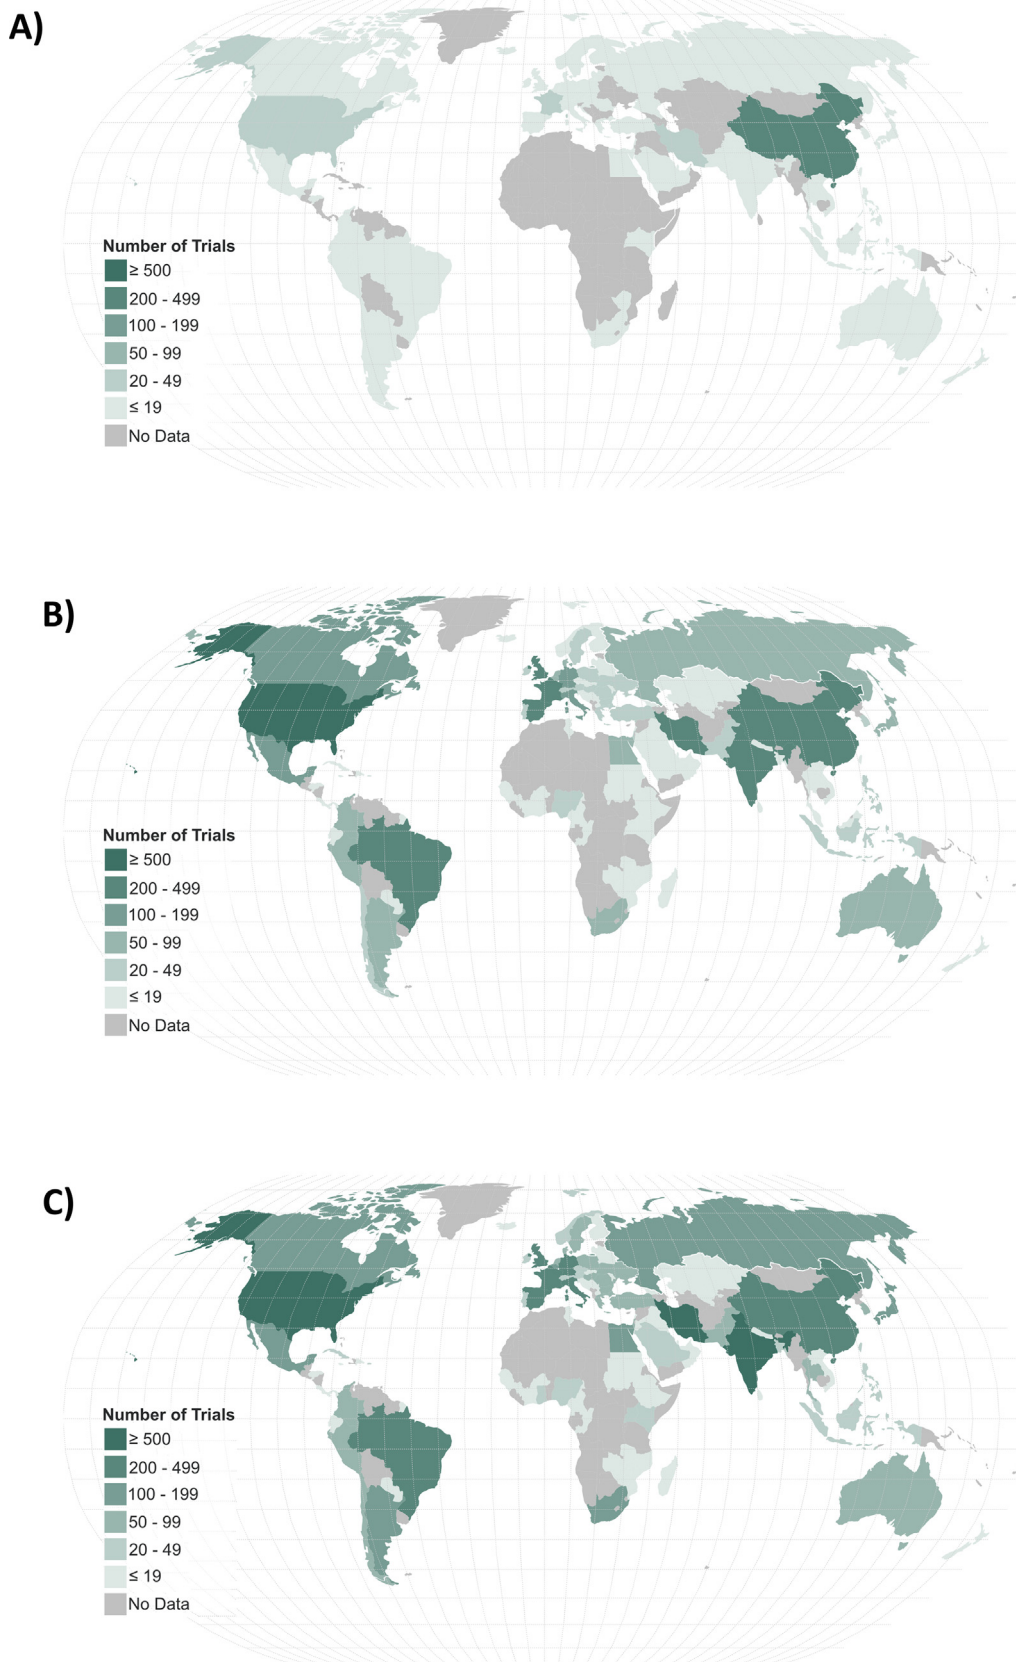 A)
Number of Trials
≥ 500
200 - 499
100 - 199
50 - 99
20 - 49
≤ 19
No Data
B)
Number of Trials
≥ 500
200 - 499
100 - 199
50 - 99
20 - 49
≤ 19
No Data
C)
Number of Trials
≥ 500
200 - 499
100 - 199
50 - 99
20 - 49
≤ 19
No Data